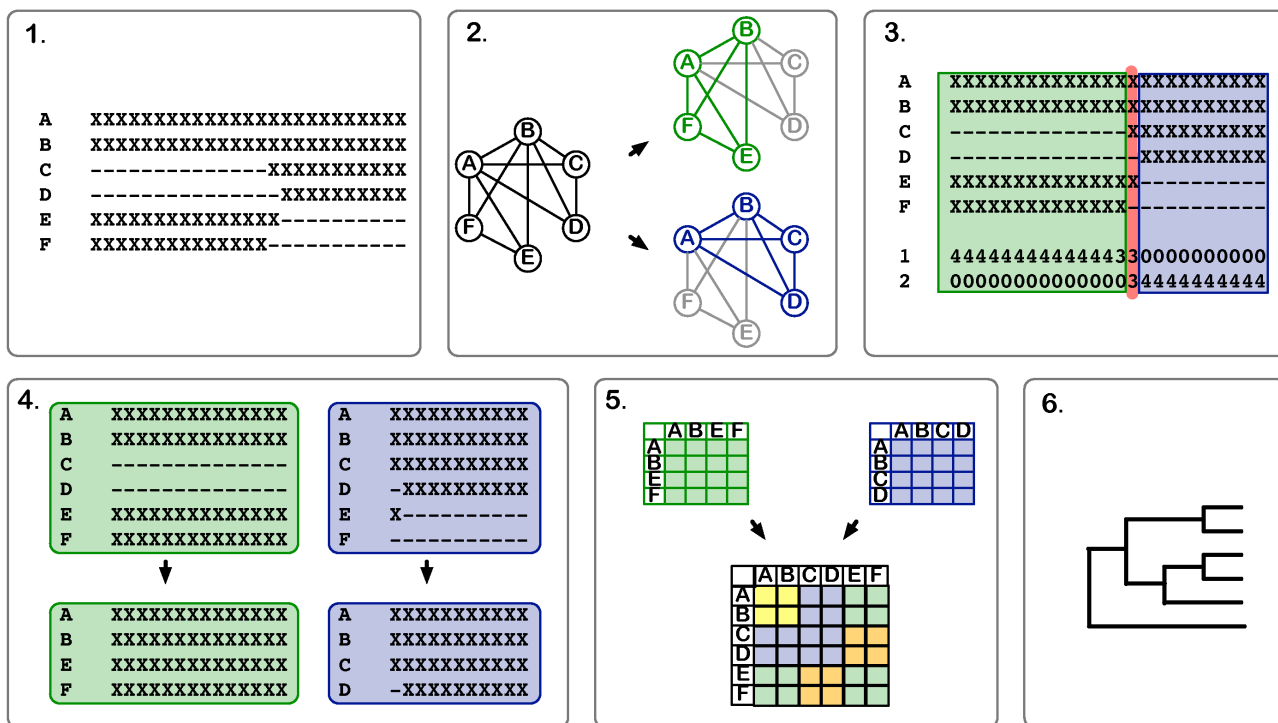 1.
A XXXXXXXXXXXXXXXXXXXXXXXXX
B XXXXXXXXXXXXXXXXXXXXXXXXX
C --------------XXXXXXXXXXX
D ---------------XXXXXXXXXX
E XXXXXXXXXXXXXXX----------
F XXXXXXXXXXXXXX-----------
2.
B
A
C
F
D
E
B
A
C
F
D
E
B
A
C
F
D
E
3.
A XXXXXXXXXXXXXXXXXXXXXXXXX
B XXXXXXXXXXXXXXXXXXXXXXXXX
C --------------XXXXXXXXXXX
D ---------------XXXXXXXXXX
E XXXXXXXXXXXXXXX----------
F XXXXXXXXXXXXXX-----------
1 4444444444444330000000000
2 0000000000000034444444444
4.
A XXXXXXXXXXXXXX
B XXXXXXXXXXXXXX
C --------------
D --------------
E XXXXXXXXXXXXXX
F XXXXXXXXXXXXXX
A XXXXXXXXXXX
B XXXXXXXXXXX
C XXXXXXXXXXX
D -XXXXXXXXXX
E X----------
F -----------
A XXXXXXXXXXXXXX
B XXXXXXXXXXXXXX
E XXXXXXXXXXXXXX
F XXXXXXXXXXXXXX
A XXXXXXXXXXX
B XXXXXXXXXXX
C XXXXXXXXXXX
D -XXXXXXXXXX
5.
A B E F
A
B
E
F
A B C D
A
B
C
D
A B C D E F
A
B
C
D
E
F
6.